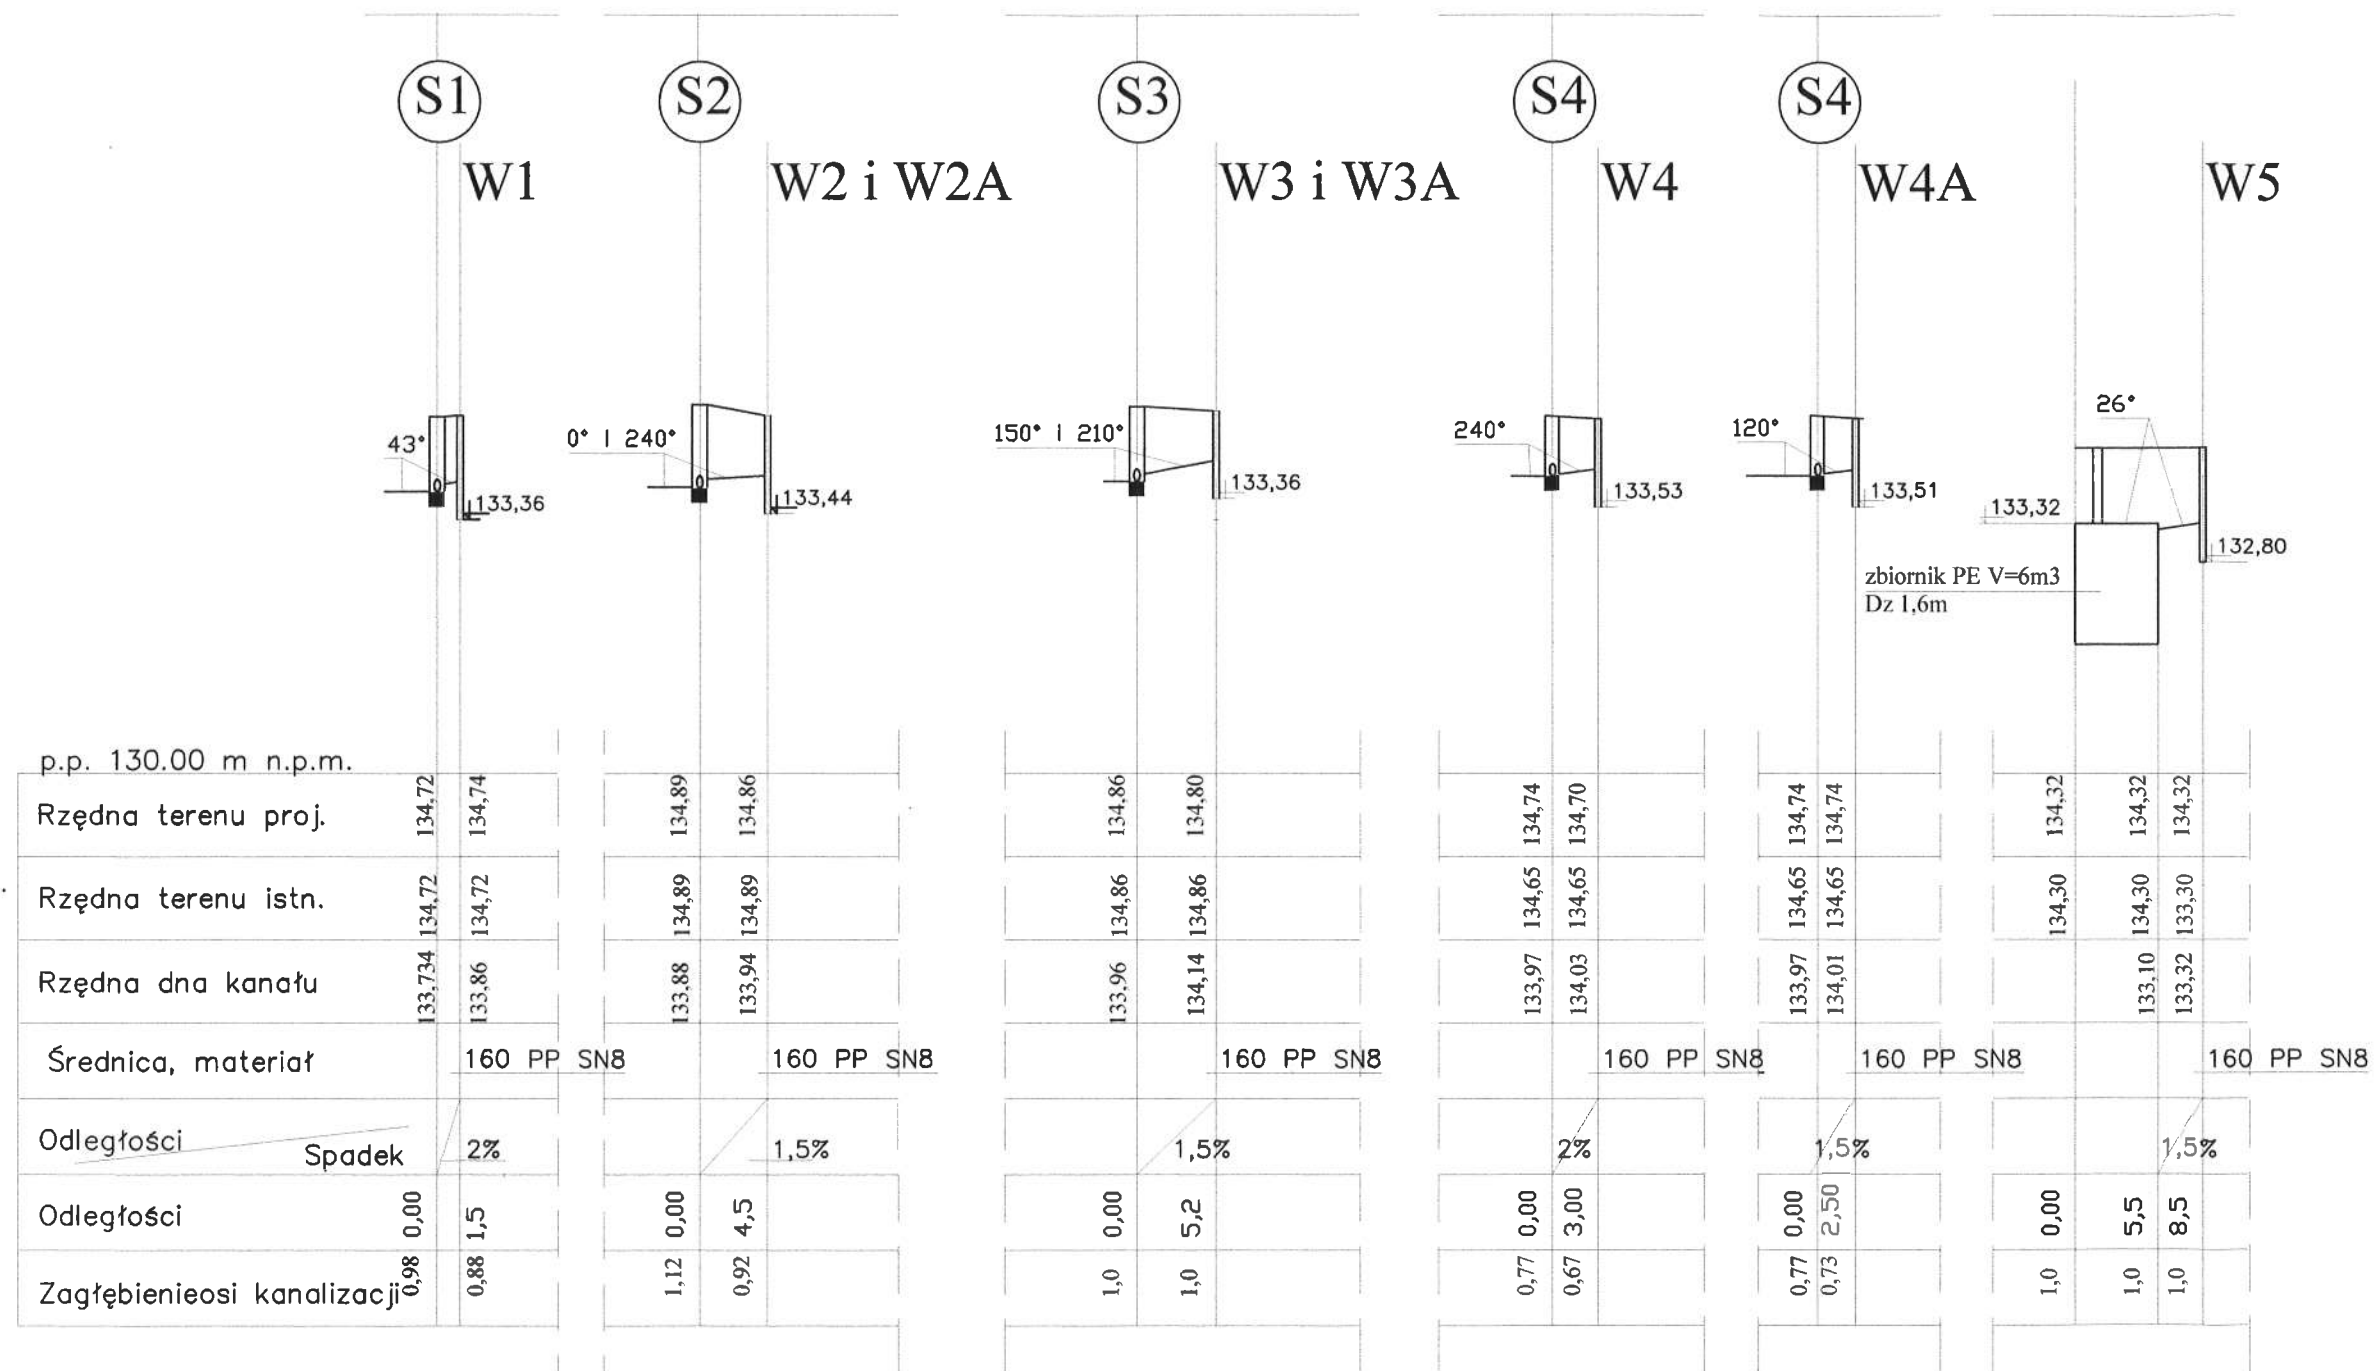 S1 S2 S3 S4 S4
W1 W2 i W2A W3 i W3A W4 W4A W5
43° 0° I 240° 150° I 210° 240° 120° 26°
133,36 133,44 133,36 133,53 133,51 133,32 132,80
zbiornik PE V=6m3
Dz 1,6m
p.p. 130.00 m n.p.m.
Rzędna terenu proj. 134,72 134,74 134,89 134,86 134,86 134,80 134,74 134,70 134,74 134,74 134,32 134,32 134,32
Rzędna terenu istn. 134,72 134,72 134,89 134,89 134,86 134,86 134,65 134,65 134,65 134,65 134,30 134,30 133,30
Rzędna dna kanału 133,734 133,86 133,88 133,94 133,96 134,14 133,97 134,03 133,97 134,01 133,10 133,32
Średnica, materiał 160 PP SN8 160 PP SN8 160 PP SN8 160 PP SN8 160 PP SN8 160 PP SN8
Odległości Spadek 2% 1,5% 1,5% 2% 1,5% 1,5%
Odległości 0,00 1,5 0,00 4,5 0,00 5,2 0,00 3,00 0,00 2,50 0,00 5,5 8,5
Zagłębienieosi kanalizacji 0,98 0,88 1,12 0,92 1,0 1,0 0,77 0,67 0,77 0,73 1,0 1,0 1,0